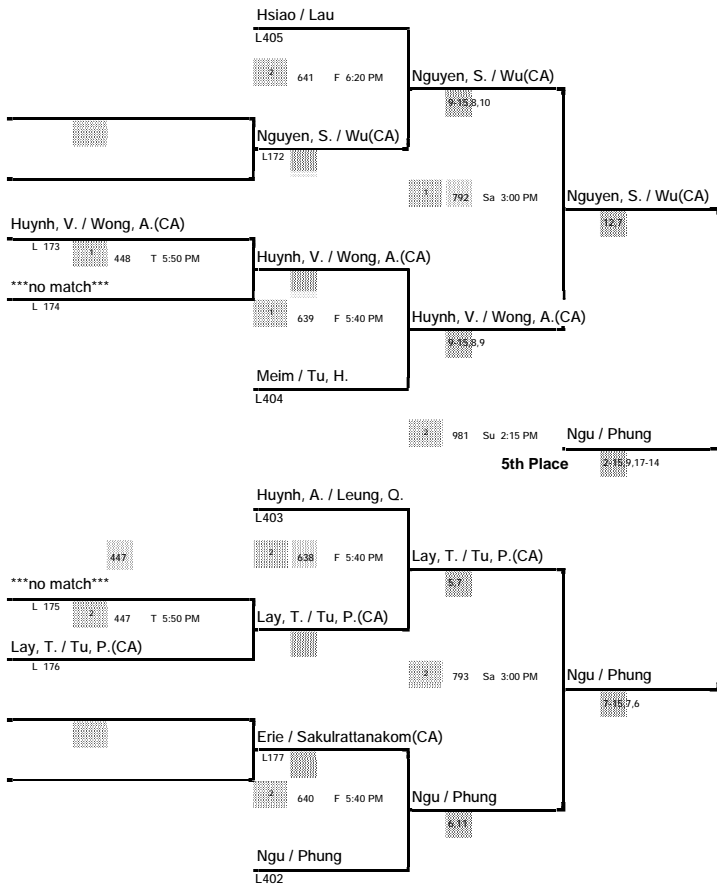 Hsiao / Lau
L405
2 641 F 6:20 PM
Nguyen, S. / Wu(CA)
9-15,8,10
Nguyen, S. / Wu(CA)
L172
1 792 Sa 3:00 PM
Nguyen, S. / Wu(CA)
12,7
Huynh, V. / Wong, A.(CA)
L 173
1 448 T 5:50 PM
Huynh, V. / Wong, A.(CA)
***no match***
L 174
1 639 F 5:40 PM
Huynh, V. / Wong, A.(CA)
9-15,8,9
Meim / Tu, H.
L404
2 981 Su 2:15 PM
Ngu / Phung
5th Place
2-15,9,17-14
Huynh, A. / Leung, Q.
L403
447
2 638 F 5:40 PM
Lay, T. / Tu, P.(CA)
5,7
***no match***
L 175
2 447 T 5:50 PM
Lay, T. / Tu, P.(CA)
Lay, T. / Tu, P.(CA)
L 176
2 793 Sa 3:00 PM
Ngu / Phung
7-15,7,6
Erie / Sakulrattanakom(CA)
L177
2 640 F 5:40 PM
Ngu / Phung
6,11
Ngu / Phung
L402